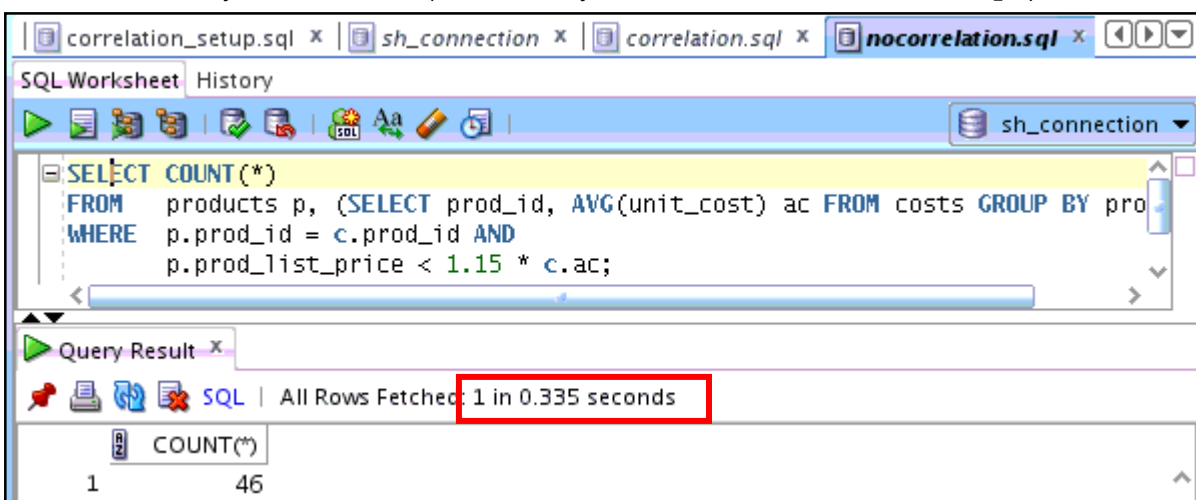 correlation_setup.sql x sh_connection x correlation.sql x nocorrelation.sql x
SQL Worksheet History
sh_connection
SELECT COUNT(*)
FROM products p, (SELECT prod_id, AVG(unit_cost) ac FROM costs GROUP BY pro
WHERE p.prod_id = c.prod_id AND
p.prod_list_price < 1.15 * c.ac;
Query Result x
SQL | All Rows Fetched: 1 in 0.335 seconds
COUNT(*)
1 46